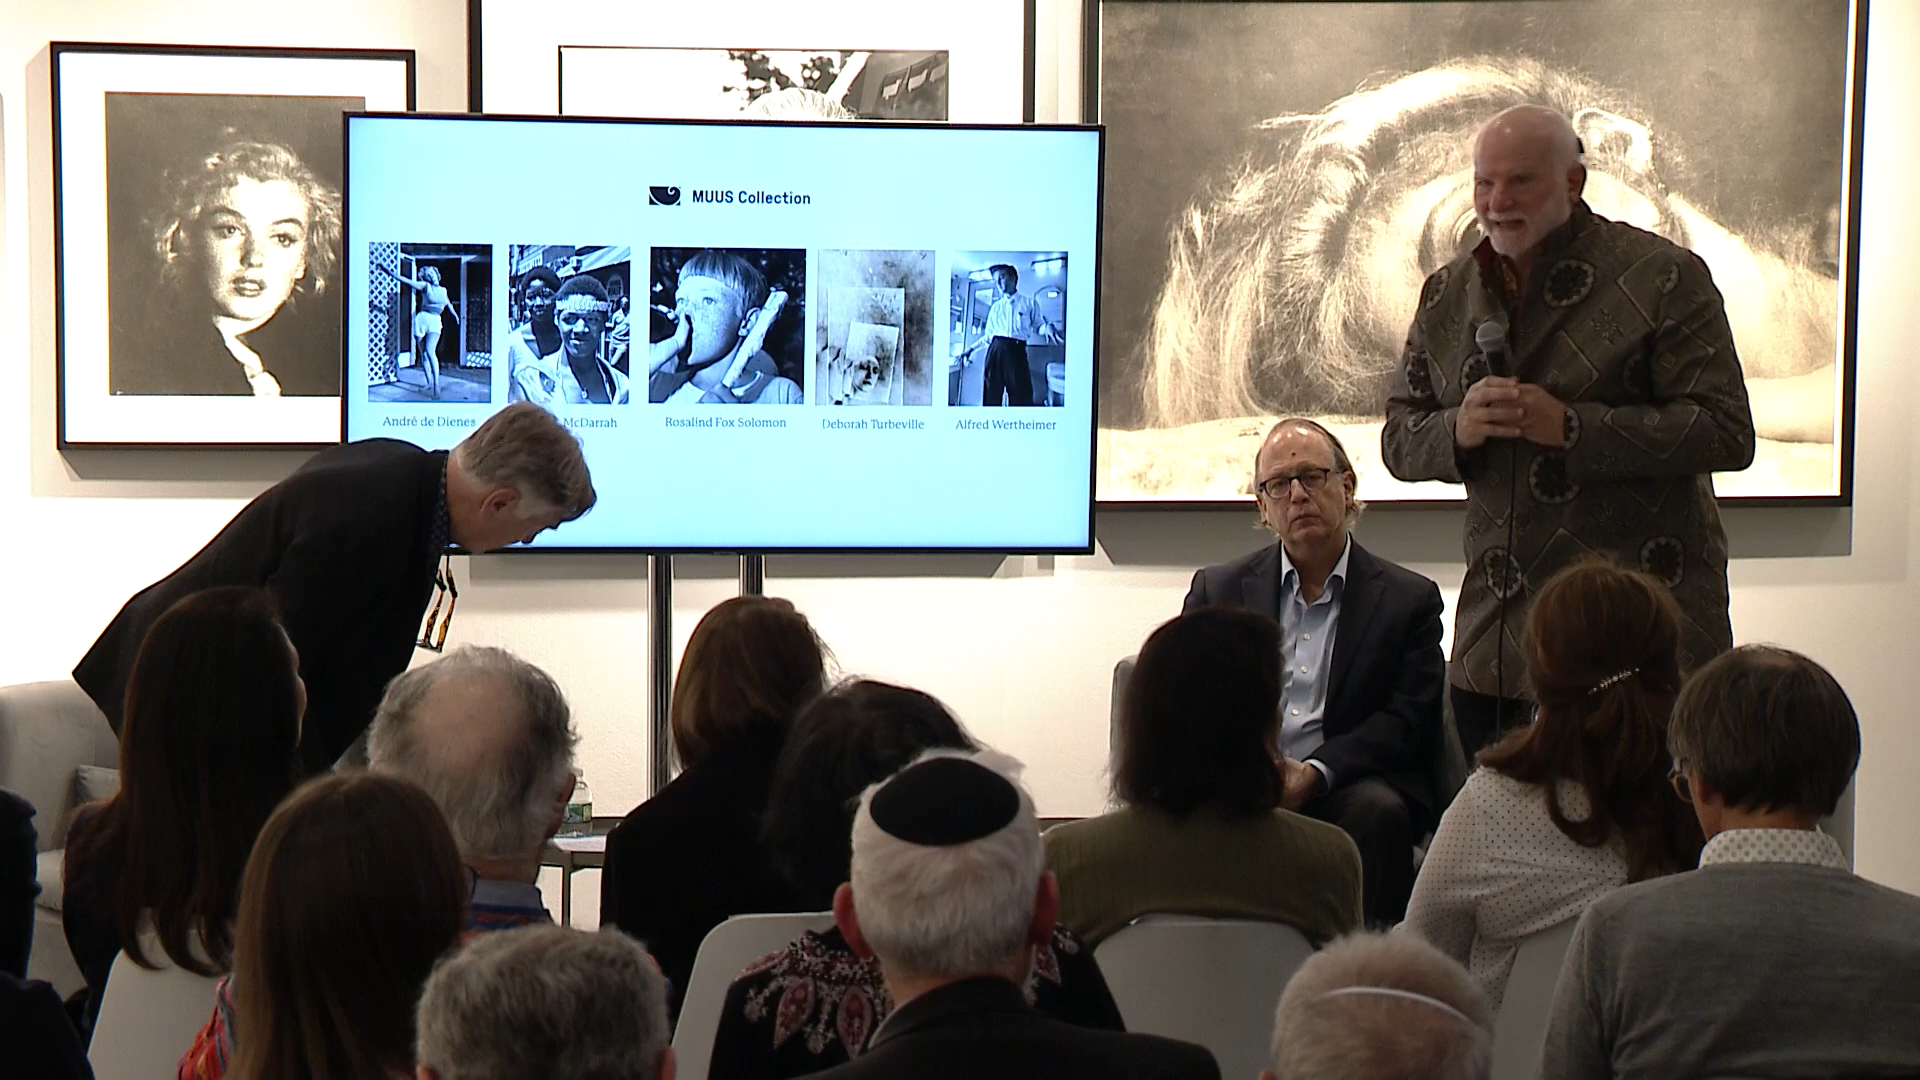 MUUS Collection
André de Dienes
McDarrah
Rosalind Fox Solomon
Deborah Turbeville
Alfred Wertheimer